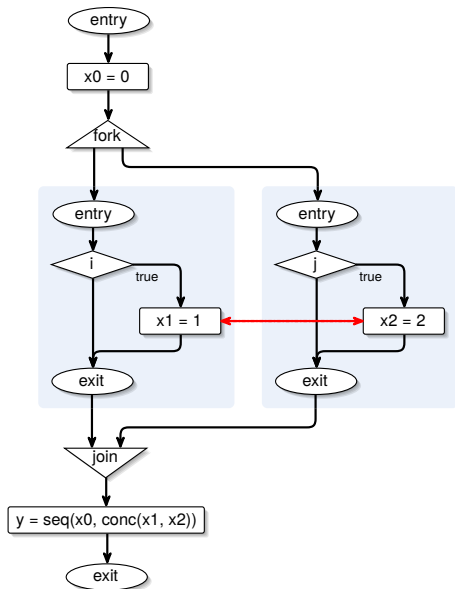 entry
x0 = 0
fork
entry
entry
i
j
true
true
x1 = 1
x2 = 2
exit
exit
join
y = seq(x0, conc(x1, x2))
exit